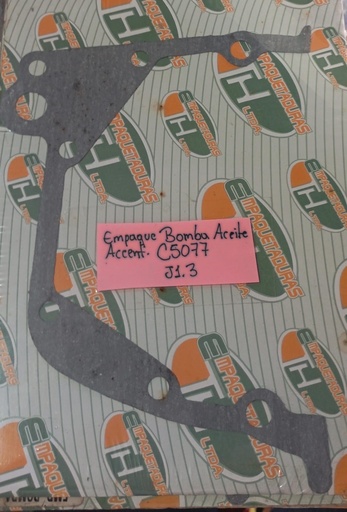 Empaque Bomba Aceite
Accent. C5077
J1.3
EMPAQUETADURAS
LTDA.